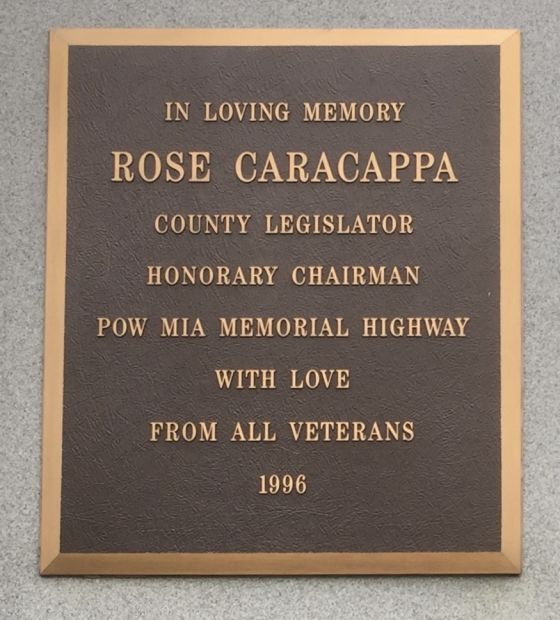 IN LOVING MEMORY
ROSE CARACAPPA
COUNTY LEGISLATOR
HONORARY CHAIRMAN
POW MIA MEMORIAL HIGHWAY
WITH LOVE
FROM ALL VETERANS
1996